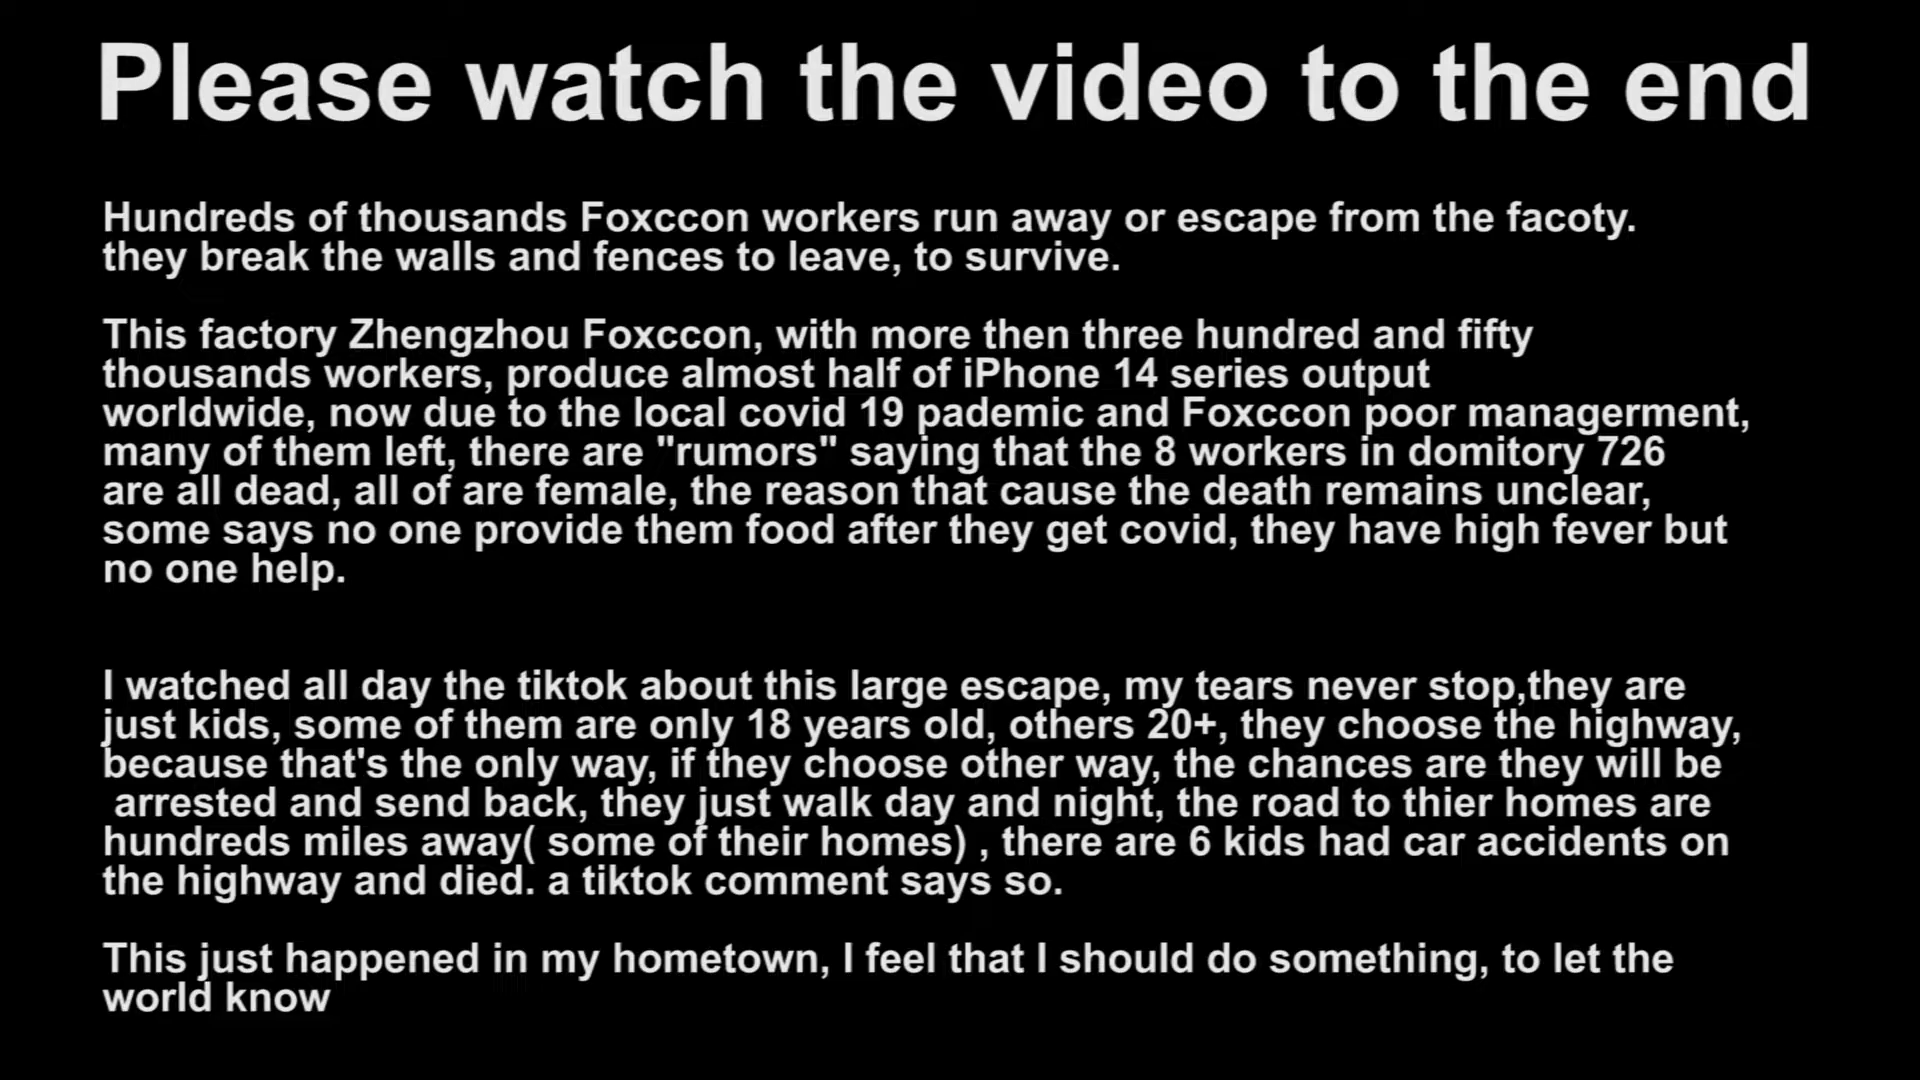 Please watch the video to the end
Hundreds of thousands Foxccon workers run away or escape from the facoty.
they break the walls and fences to leave, to survive.
This factory Zhengzhou Foxccon, with more then three hundred and fifty
thousands workers, produce almost half of iPhone 14 series output
worldwide, now due to the local covid 19 pademic and Foxccon poor managerment,
many of them left, there are "rumors" saying that the 8 workers in domitory 726
are all dead, all of are female, the reason that cause the death remains unclear,
some says no one provide them food after they get covid, they have high fever but
no one help.
I watched all day the tiktok about this large escape, my tears never stop,they are
just kids, some of them are only 18 years old, others 20+, they choose the highway,
because that's the only way, if they choose other way, the chances are they will be
arrested and send back, they just walk day and night, the road to thier homes are
hundreds miles away( some of their homes) , there are 6 kids had car accidents on
the highway and died. a tiktok comment says so.
This just happened in my hometown, I feel that I should do something, to let the
world know